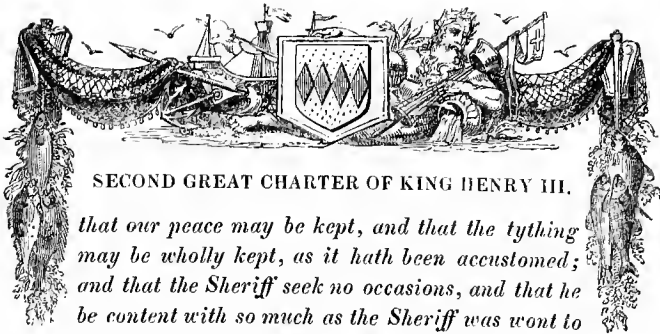 SECOND GREAT CHARTER OF KING HENRY III.
that our peace may be kept, and that the tything
may be wholly kept, as it hath been accustomed;
and that the Sheriff seek no occasions, and that he
be content with so much as the Sheriff was wont to